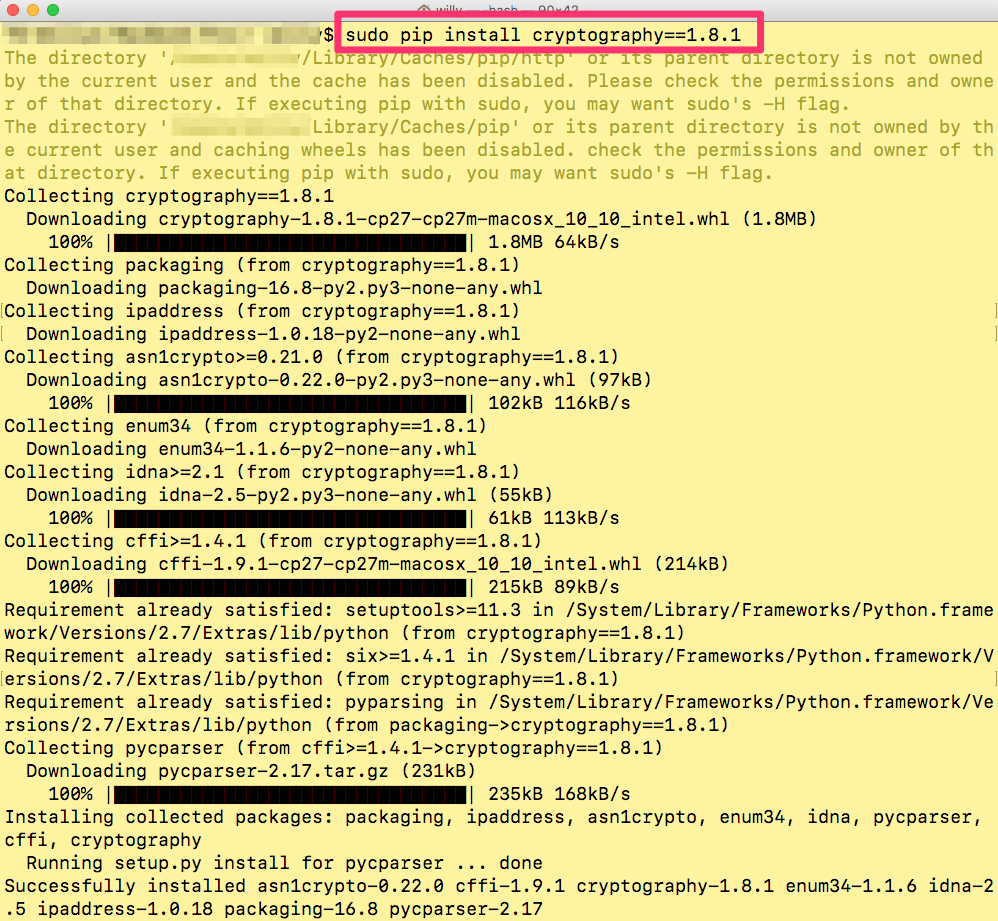 willy — -bash — 90×42
$ sudo pip install cryptography==1.8.1
The directory '/ /Library/Caches/pip/http' or its parent directory is not owned
by the current user and the cache has been disabled. Please check the permissions and owne
r of that directory. If executing pip with sudo, you may want sudo's -H flag.
The directory ' Library/Caches/pip' or its parent directory is not owned by th
e current user and caching wheels has been disabled. check the permissions and owner of th
at directory. If executing pip with sudo, you may want sudo's -H flag.
Collecting cryptography==1.8.1
  Downloading cryptography-1.8.1-cp27-cp27m-macosx_10_10_intel.whl (1.8MB)
    100% |████████████████████████████████| 1.8MB 64kB/s
Collecting packaging (from cryptography==1.8.1)
  Downloading packaging-16.8-py2.py3-none-any.whl
Collecting ipaddress (from cryptography==1.8.1)
  Downloading ipaddress-1.0.18-py2-none-any.whl
Collecting asn1crypto>=0.21.0 (from cryptography==1.8.1)
  Downloading asn1crypto-0.22.0-py2.py3-none-any.whl (97kB)
    100% |████████████████████████████████| 102kB 116kB/s
Collecting enum34 (from cryptography==1.8.1)
  Downloading enum34-1.1.6-py2-none-any.whl
Collecting idna>=2.1 (from cryptography==1.8.1)
  Downloading idna-2.5-py2.py3-none-any.whl (55kB)
    100% |████████████████████████████████| 61kB 113kB/s
Collecting cffi>=1.4.1 (from cryptography==1.8.1)
  Downloading cffi-1.9.1-cp27-cp27m-macosx_10_10_intel.whl (214kB)
    100% |████████████████████████████████| 215kB 89kB/s
Requirement already satisfied: setuptools>=11.3 in /System/Library/Frameworks/Python.frame
work/Versions/2.7/Extras/lib/python (from cryptography==1.8.1)
Requirement already satisfied: six>=1.4.1 in /System/Library/Frameworks/Python.framework/V
ersions/2.7/Extras/lib/python (from cryptography==1.8.1)
Requirement already satisfied: pyparsing in /System/Library/Frameworks/Python.framework/Ve
rsions/2.7/Extras/lib/python (from packaging->cryptography==1.8.1)
Collecting pycparser (from cffi>=1.4.1->cryptography==1.8.1)
  Downloading pycparser-2.17.tar.gz (231kB)
    100% |████████████████████████████████| 235kB 168kB/s
Installing collected packages: packaging, ipaddress, asn1crypto, enum34, idna, pycparser,
cffi, cryptography
  Running setup.py install for pycparser ... done
Successfully installed asn1crypto-0.22.0 cffi-1.9.1 cryptography-1.8.1 enum34-1.1.6 idna-2
.5 ipaddress-1.0.18 packaging-16.8 pycparser-2.17